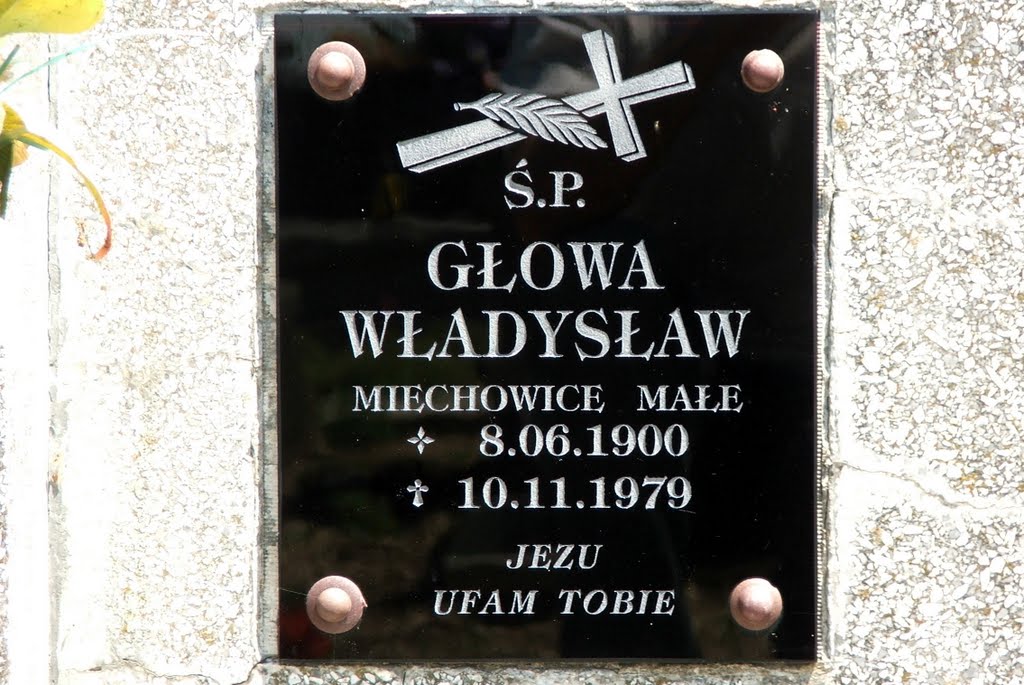 Ś.P.
GŁOWA
WŁADYSŁAW
MIECHOWICE MAŁE
✧ 8.06.1900
✝ 10.11.1979
JEZU
UFAM TOBIE